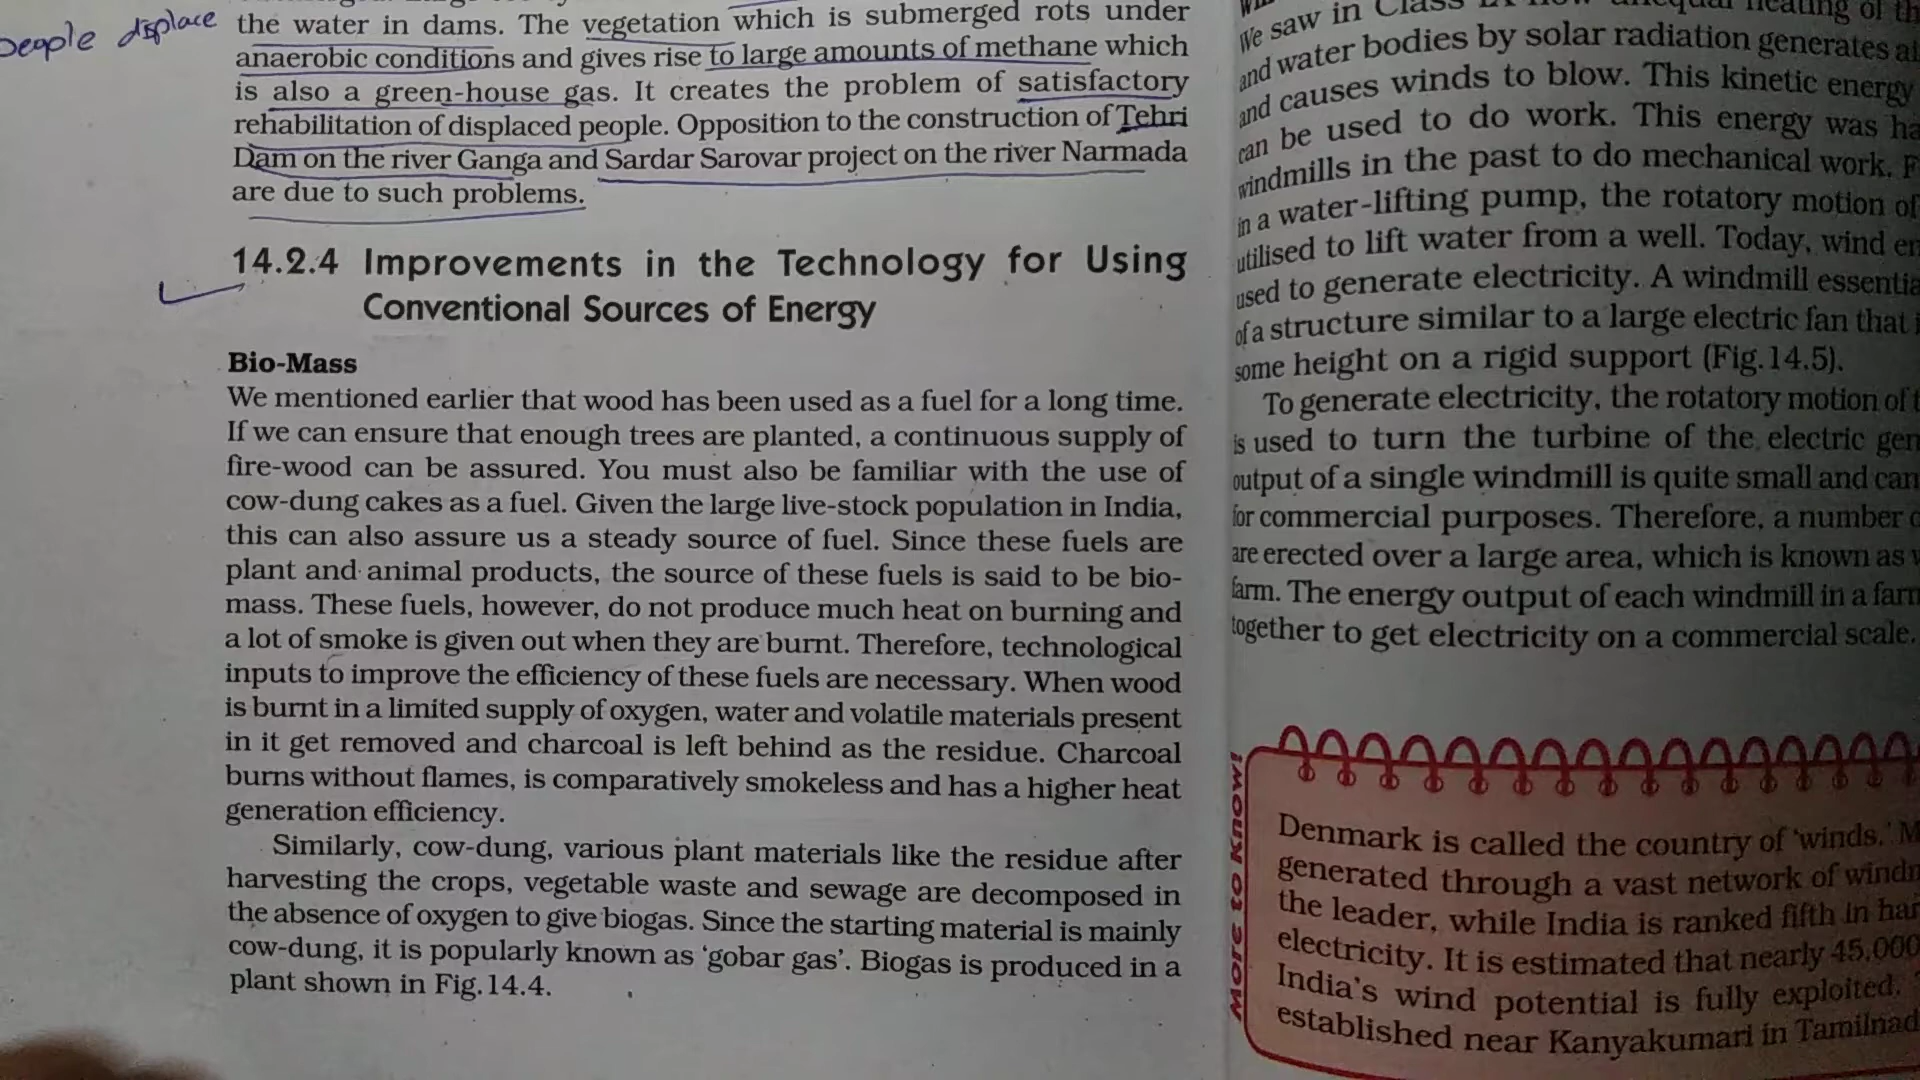 people displace
the water in dams. The vegetation which is submerged rots under
anaerobic conditions and gives rise to large amounts of methane which
is also a green-house gas. It creates the problem of satisfactory
rehabilitation of displaced people. Opposition to the construction of Tehri
Dam on the river Ganga and Sardar Sarovar project on the river Narmada
are due to such problems.
14.2.4 Improvements in the Technology for Using
Conventional Sources of Energy
Bio-Mass
We mentioned earlier that wood has been used as a fuel for a long time.
If we can ensure that enough trees are planted, a continuous supply of
fire-wood can be assured. You must also be familiar with the use of
cow-dung cakes as a fuel. Given the large live-stock population in India,
this can also assure us a steady source of fuel. Since these fuels are
plant and animal products, the source of these fuels is said to be bio-
mass. These fuels, however, do not produce much heat on burning and
a lot of smoke is given out when they are burnt. Therefore, technological
inputs to improve the efficiency of these fuels are necessary. When wood
is burnt in a limited supply of oxygen, water and volatile materials present
in it get removed and charcoal is left behind as the residue. Charcoal
burns without flames, is comparatively smokeless and has a higher heat
generation efficiency.
Similarly, cow-dung, various plant materials like the residue after
harvesting the crops, vegetable waste and sewage are decomposed in
the absence of oxygen to give biogas. Since the starting material is mainly
cow-dung, it is popularly known as ‘gobar gas’. Biogas is produced in a
plant shown in Fig.14.4.
We saw in Class
and water bodies by solar radiation generates
and causes winds to blow. This kinetic energy
can be used to do work. This energy was
windmills in the past to do mechanical work.
in a water-lifting pump, the rotatory motion of
utilised to lift water from a well. Today, wind
used to generate electricity. A windmill
of a structure similar to a large electric fan that
some height on a rigid support (Fig.14.5).
To generate electricity, the rotatory motion of
is used to turn the turbine of the electric
output of a single windmill is quite small and
for commercial purposes. Therefore, a number
are erected over a large area, which is known as
farm. The energy output of each windmill in a
together to get electricity on a commercial scale.
More to Know!
Denmark is called the country of ‘winds.’
generated through a vast network of
the leader, while India is ranked fifth in
electricity. It is estimated that nearly 45,000
India’s wind potential is fully exploited.
established near Kanyakumari in